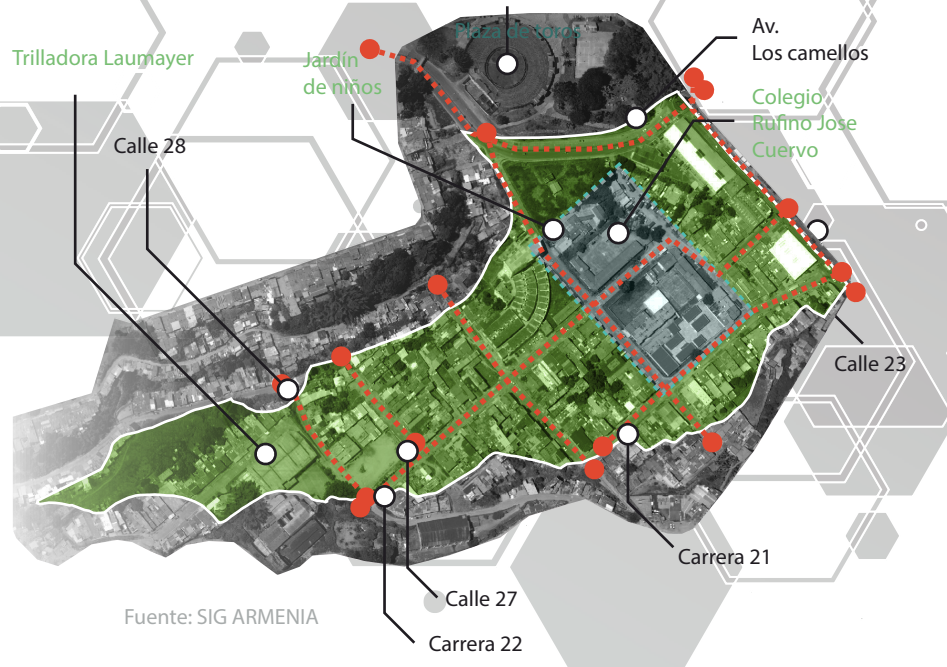 Plaza de toros
Av.
Los camellos
Trilladora Laumayer
Jardín
de niños
Colegio
Rufino Jose
Cuervo
Calle 28
Calle 23
Carrera 21
Calle 27
Fuente: SIG ARMENIA
Carrera 22